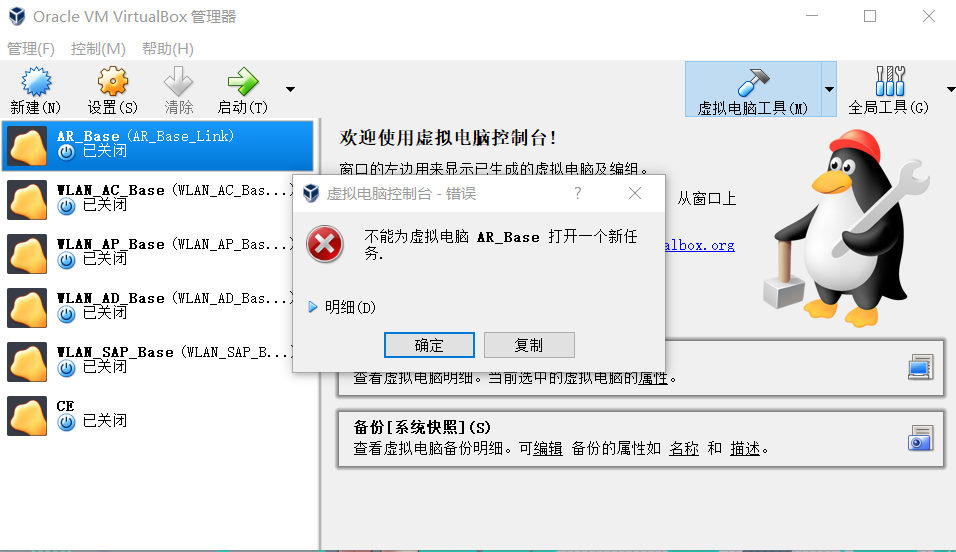 Oracle VM VirtualBox 管理器
管理(F) 控制(M) 帮助(H)
新建(N) 设置(S) 清除 启动(T) 虚拟电脑工具(M) 全局工具(G)
AR_Base (AR_Base_Link)
已关闭
WLAN_AC_Base (WLAN_AC_Bas...)
已关闭
WLAN_AP_Base (WLAN_AP_Bas...)
已关闭
WLAN_AD_Base (WLAN_AD_Bas...)
已关闭
WLAN_SAP_Base (WLAN_SAP_B...)
已关闭
CE
已关闭
欢迎使用虚拟电脑控制台!
窗口的左边用来显示已生成的虚拟电脑及编组。
从窗口上
albox.org
虚拟电脑控制台 - 错误
?
不能为虚拟电脑 AR_Base 打开一个新任
务.
明细(D)
确定 复制
查看虚拟电脑明细。当前选中的虚拟电脑的属性。
备份[系统快照](S)
查看虚拟电脑备份明细。可编辑 备份的属性如 名称 和 描述。